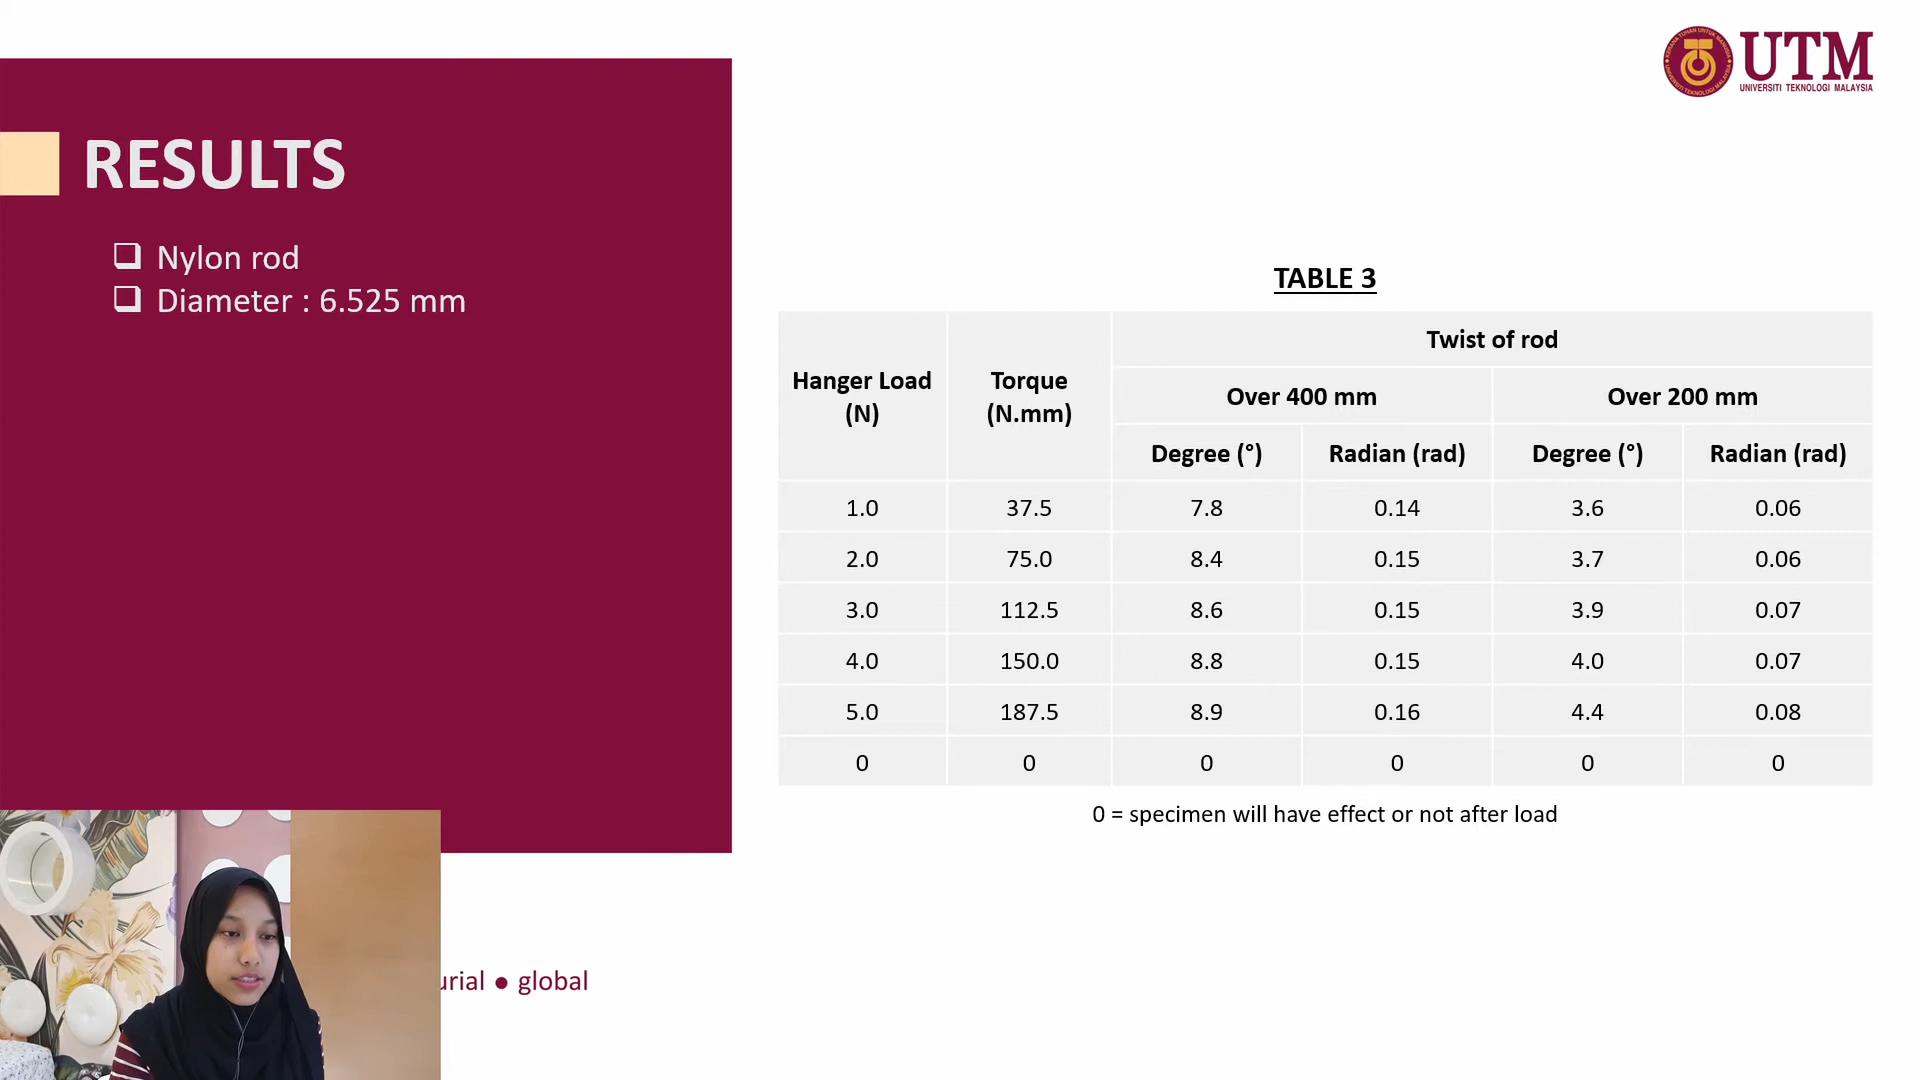 UTM
UNIVERSITI TEKNOLOGI MALAYSIA
RESULTS
Nylon rod
Diameter : 6.525 mm
TABLE 3
Hanger Load (N) Torque (N.mm) Twist of rod
Over 400 mm Over 200 mm
Degree (°) Radian (rad) Degree (°) Radian (rad)
1.0 37.5 7.8 0.14 3.6 0.06
2.0 75.0 8.4 0.15 3.7 0.06
3.0 112.5 8.6 0.15 3.9 0.07
4.0 150.0 8.8 0.15 4.0 0.07
5.0 187.5 8.9 0.16 4.4 0.08
0 0 0 0 0 0
0 = specimen will have effect or not after load
urial ● global